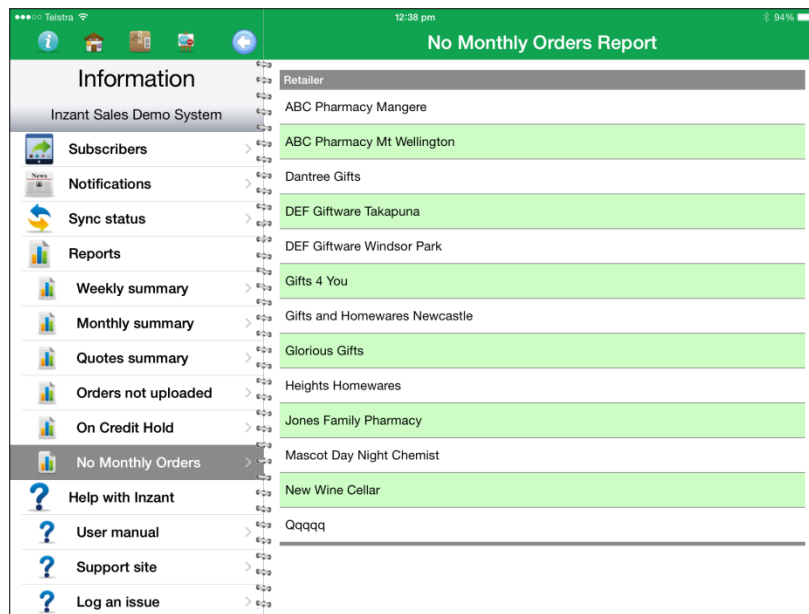 Telstra
12:38 pm
94%
No Monthly Orders Report
Information
Inzant Sales Demo System
Subscribers
News
Notifications
Sync status
Reports
Weekly summary
Monthly summary
Quotes summary
Orders not uploaded
On Credit Hold
No Monthly Orders
Help with Inzant
User manual
Support site
Log an issue
Retailer
ABC Pharmacy Mangere
ABC Pharmacy Mt Wellington
Dantree Gifts
DEF Giftware Takapuna
DEF Giftware Windsor Park
Gifts 4 You
Gifts and Homewares Newcastle
Glorious Gifts
Heights Homewares
Jones Family Pharmacy
Mascot Day Night Chemist
New Wine Cellar
Qqqqq